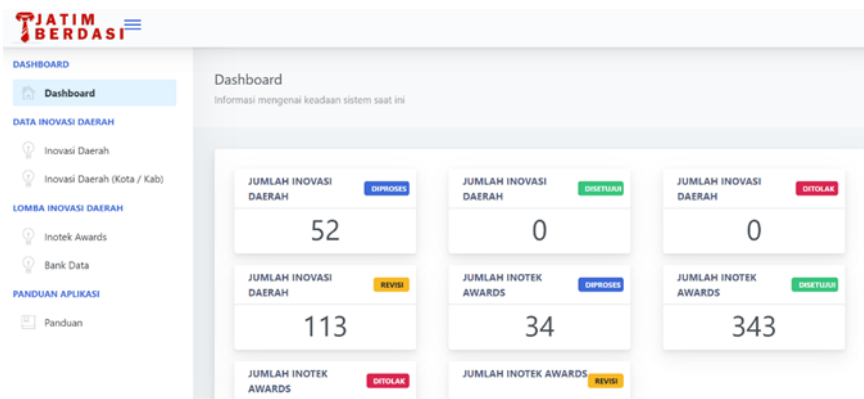 JATIM
BERDASI
DASHBOARD
Dashboard
DATA INOVASI DAERAH
Inovasi Daerah
Inovasi Daerah (Kota / Kab)
LOMBA INOVASI DAERAH
Inotek Awards
Bank Data
PANDUAN APLIKASI
Panduan
Dashboard
Informasi mengenai keadaan sistem saat ini
JUMLAH INOVASI
DAERAH
DIPROSES
52
JUMLAH INOVASI
DAERAH
DISETUJUI
0
JUMLAH INOVASI
DAERAH
DITOLAK
0
JUMLAH INOVASI
DAERAH
REVISI
113
JUMLAH INOTEK
AWARDS
DIPROSES
34
JUMLAH INOTEK
AWARDS
DISETUJUI
343
JUMLAH INOTEK
AWARDS
DITOLAK
JUMLAH INOTEK AWARDS
REVISI